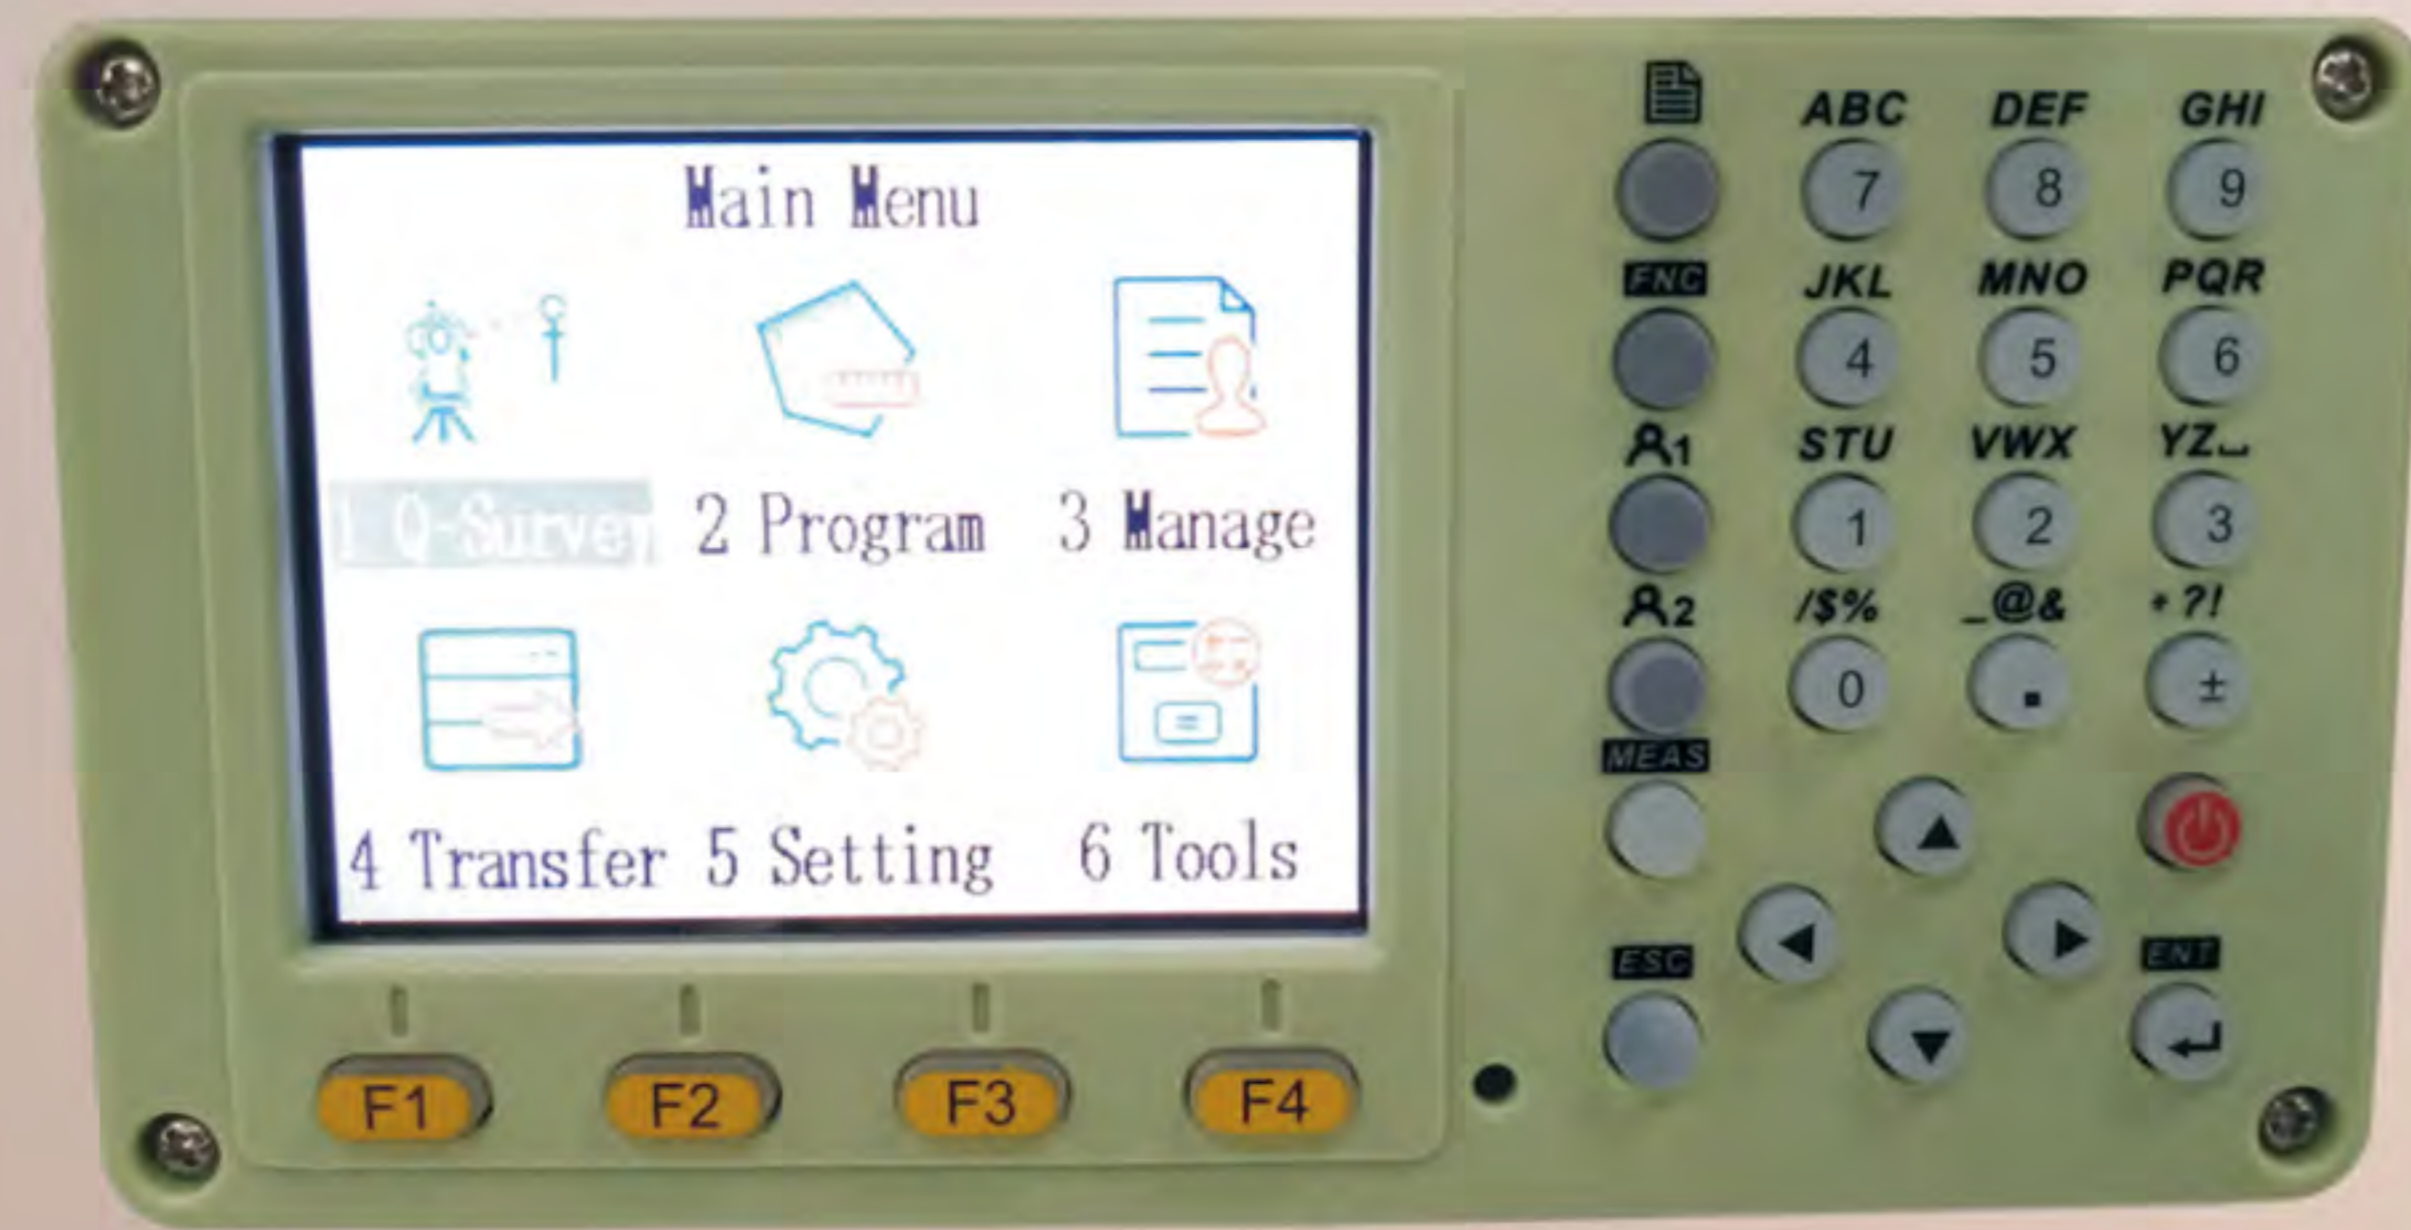 Main Menu
1 Q-Survey 2 Program 3 Manage
4 Transfer 5 Setting 6 Tools
F1 F2 F3 F4
ABC DEF GHI
7 8 9
FNC JKL MNO PQR
4 5 6
1 STU VWX YZ⎵
1 2 3
2 /$% _@& *?!
0 . ±
MEAS
ESC ENT